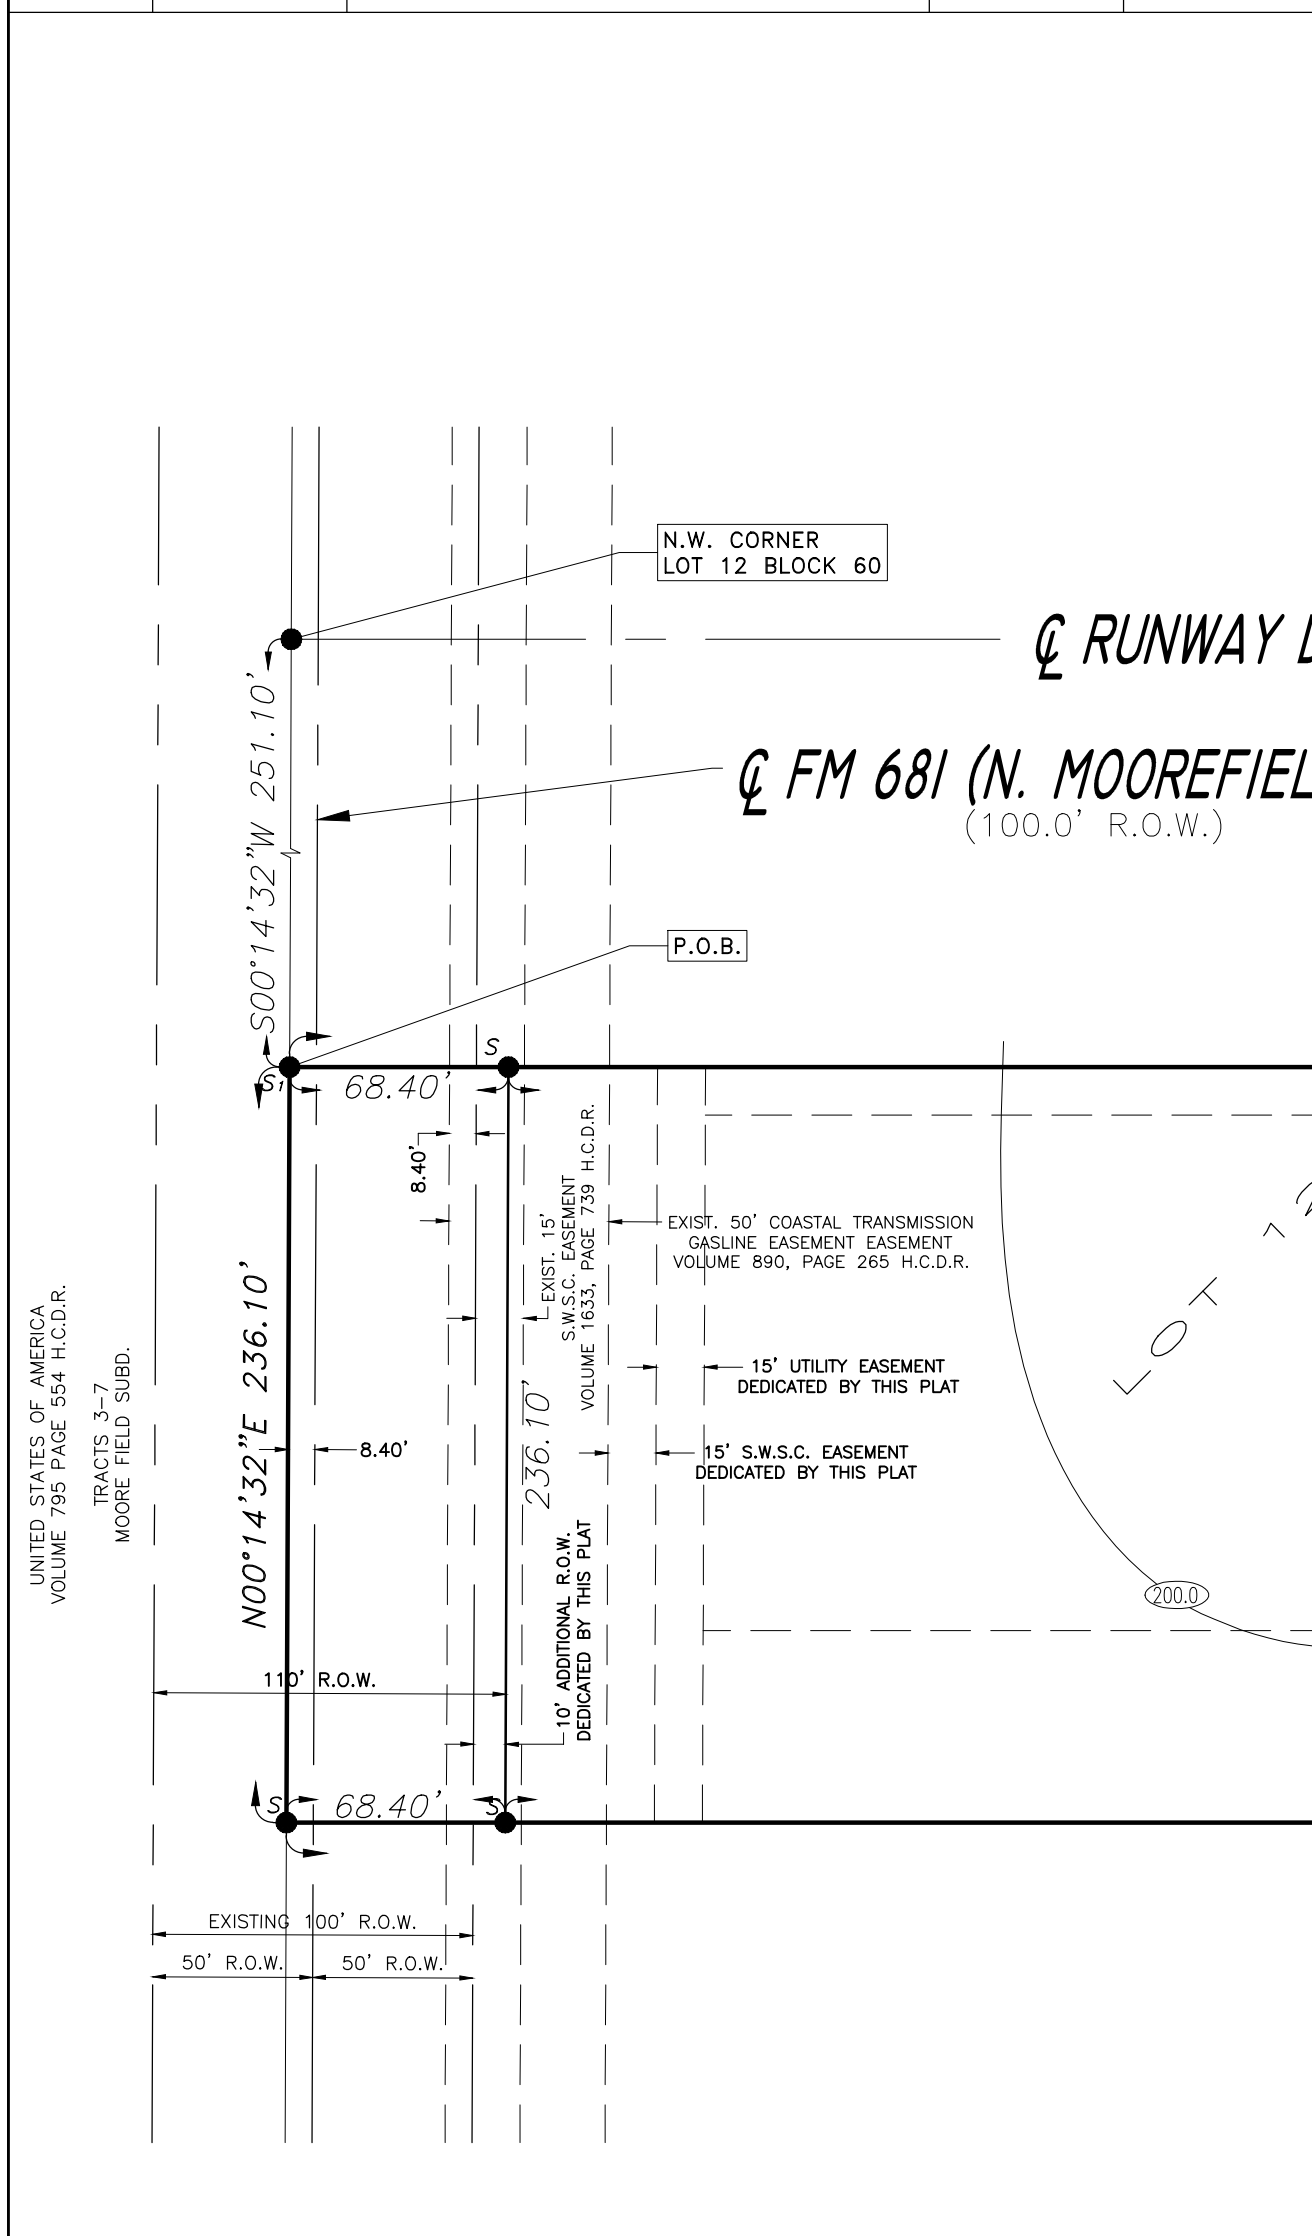 N.W. CORNER
LOT 12 BLOCK 60
℄ RUNWAY
℄ FM 681 (N. MOOREFIEL
(100.0' R.O.W.)
S00°14'32"W 251.10'
P.O.B.
S
S1
68.40'
8.40'
EXIST. 15'
S.W.S.C. EASEMENT
VOLUME 1633, PAGE 739 H.C.D.R.
EXIST. 50' COASTAL TRANSMISSION
GASLINE EASEMENT EASEMENT
VOLUME 890, PAGE 265 H.C.D.R.
LOT 7
UNITED STATES OF AMERICA
VOLUME 795 PAGE 554 H.C.D.R.
TRACTS 3-7
MOORE FIELD SUBD.
N00°14'32"E 236.10'
8.40'
236.10'
15' UTILITY EASEMENT
DEDICATED BY THIS PLAT
15' S.W.S.C. EASEMENT
DEDICATED BY THIS PLAT
10' ADDITIONAL R.O.W.
DEDICATED BY THIS PLAT
200.0
110' R.O.W.
S
68.40'
S
EXISTING 100' R.O.W.
50' R.O.W.
50' R.O.W.